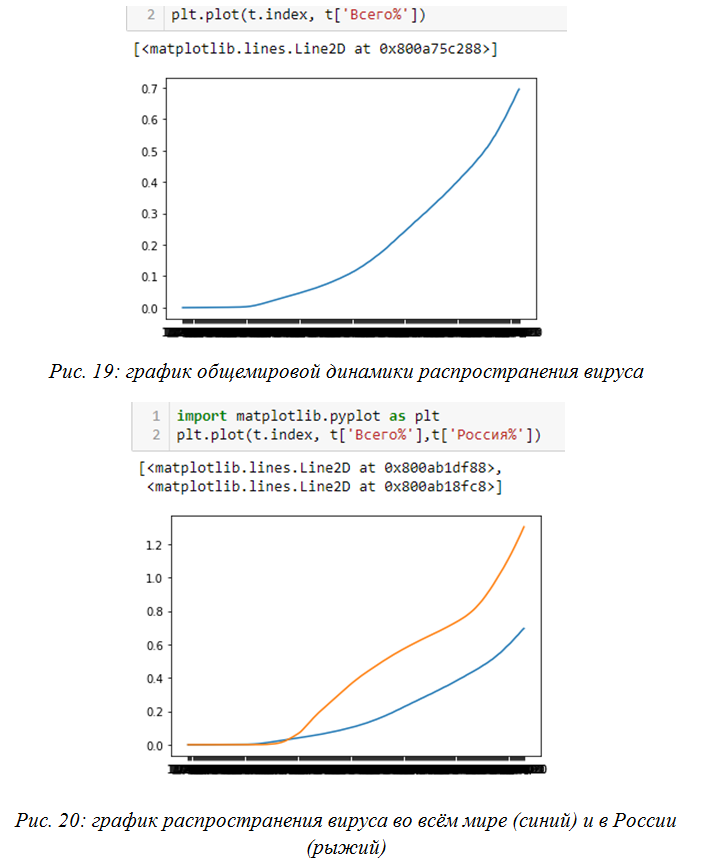 2 plt.plot(t.index, t['Всего%'])
[<matplotlib.lines.Line2D at 0x800a75c288>]
0.7
0.6
0.5
0.4
0.3
0.2
0.1
0.0
Рис. 19: график общемировой динамики распространения вируса
1 import matplotlib.pyplot as plt
2 plt.plot(t.index, t['Всего%'],t['Россия%'])
[<matplotlib.lines.Line2D at 0x800ab1df88>,
<matplotlib.lines.Line2D at 0x800ab18fc8>]
1.2
1.0
0.8
0.6
0.4
0.2
0.0
Рис. 20: график распространения вируса во всём мире (синий) и в России
(рыжий)